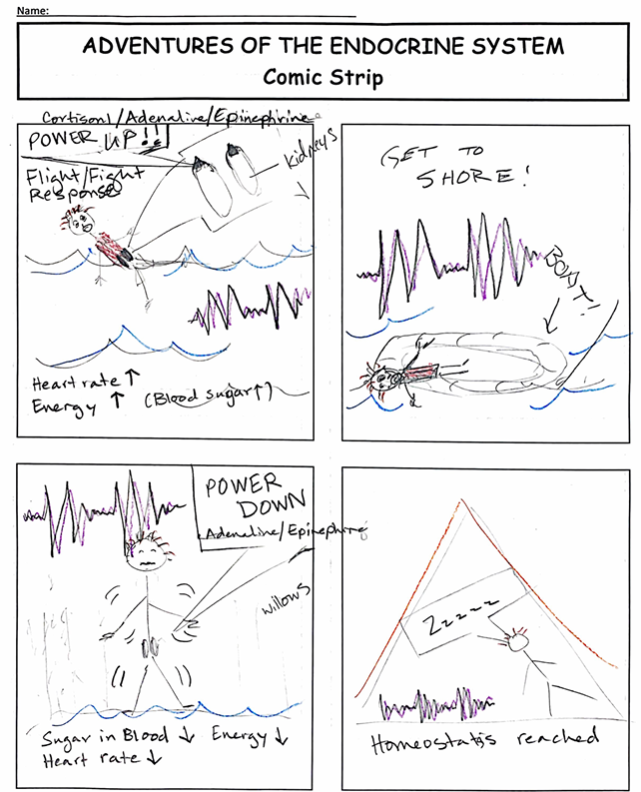 Name:
ADVENTURES OF THE ENDOCRINE SYSTEM
Comic Strip
Cortisonl/Adenaline/Epinephrine
POWER UP!!
Flight/Fight
Response
kidneys
Heart rate ↑
Energy ↑ (Blood sugar↑)
GET TO
SHORE!
BOAT!
POWER
DOWN
Adenaline/Epinephrine
willows
Sugar in Blood ↓ Energy ↓
Heart rate ↓
Zzzzz
Homeostatis reached